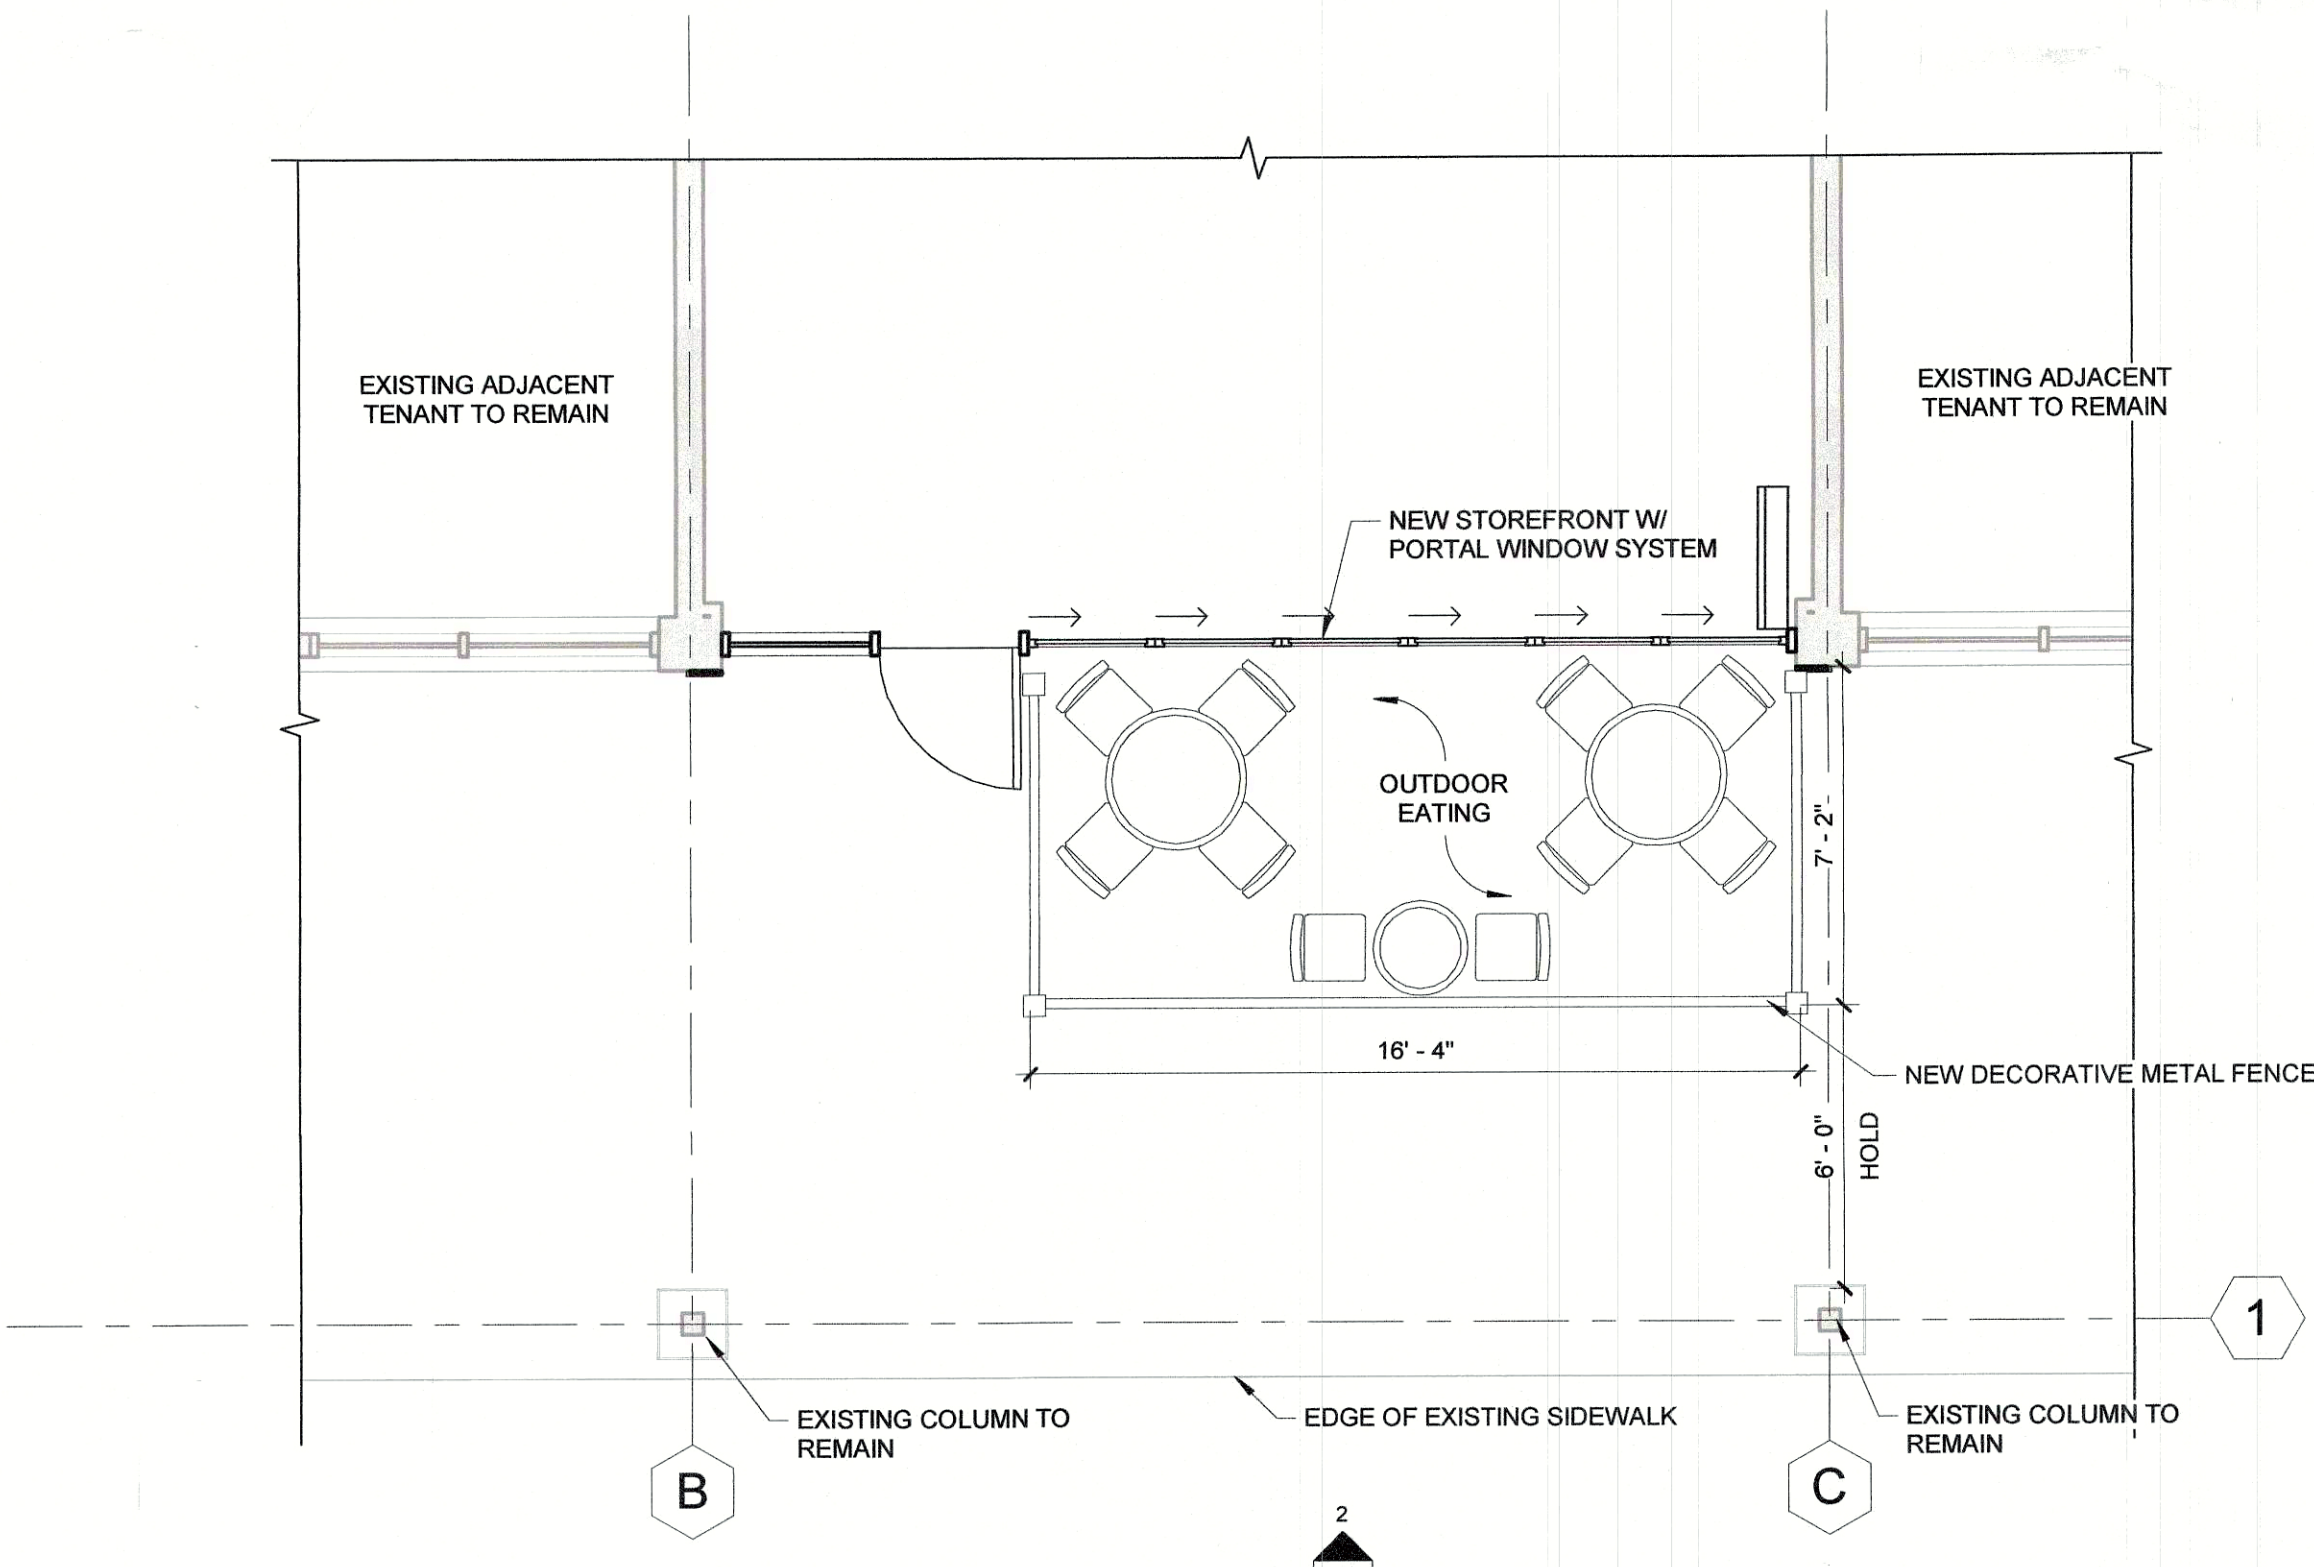 EXISTING ADJACENT
TENANT TO REMAIN
EXISTING ADJACENT
TENANT TO REMAIN
NEW STOREFRONT W/
PORTAL WINDOW SYSTEM
OUTDOOR
EATING
7' - 2"
16' - 4"
NEW DECORATIVE METAL FENCE
6' - 0"
HOLD
1
EXISTING COLUMN TO
REMAIN
EDGE OF EXISTING SIDEWALK
EXISTING COLUMN TO
REMAIN
B
C
2